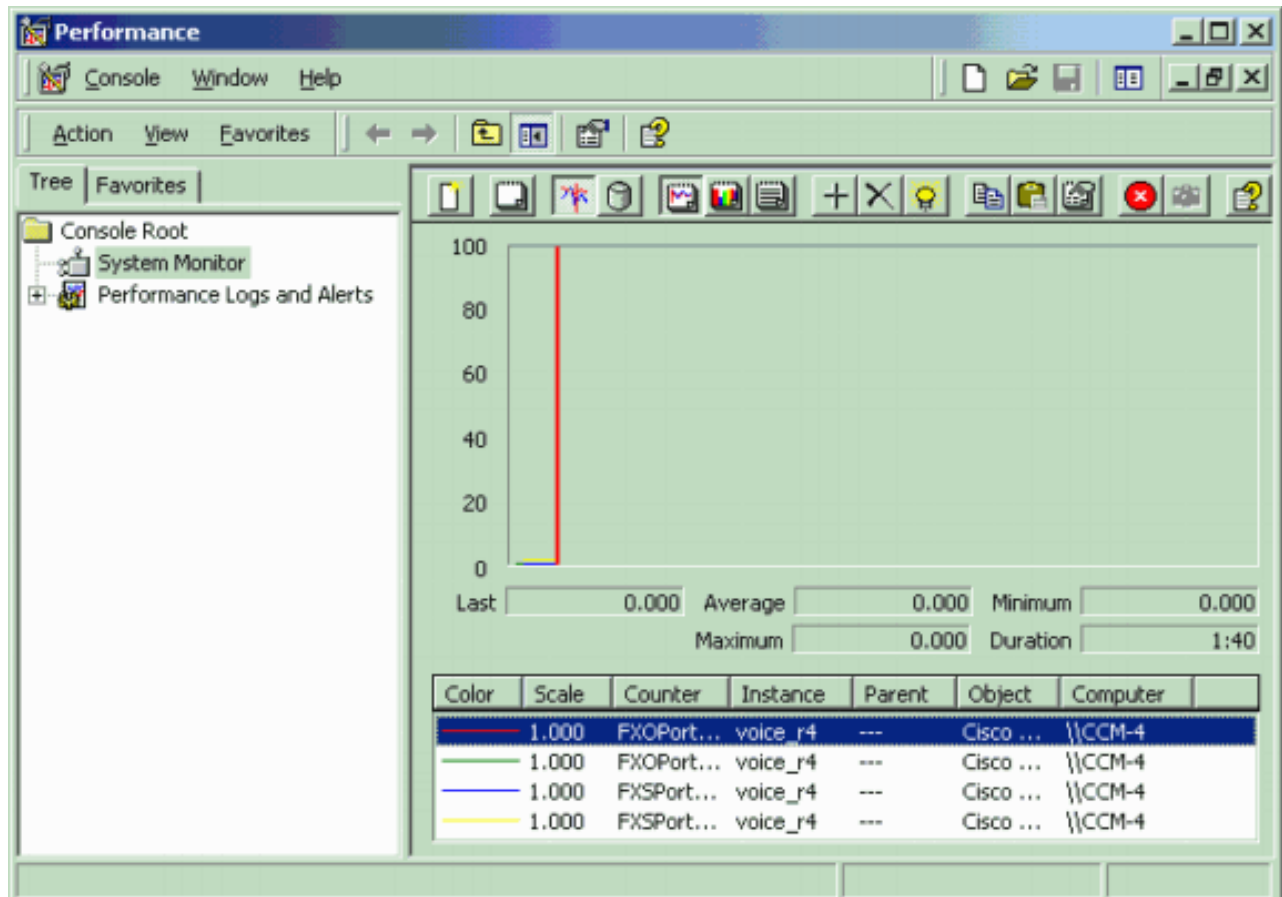 Performance
Console Window Help
Action View Favorites
Tree Favorites
Console Root
System Monitor
Performance Logs and Alerts
100
80
60
40
20
0
Last 0.000 Average 0.000 Minimum 0.000
Maximum 0.000 Duration 1:40
Color Scale Counter Instance Parent Object Computer
1.000 FXOPort... voice_r4 --- Cisco ... \\CCM-4
1.000 FXOPort... voice_r4 --- Cisco ... \\CCM-4
1.000 FXSPort... voice_r4 --- Cisco ... \\CCM-4
1.000 FXSPort... voice_r4 --- Cisco ... \\CCM-4